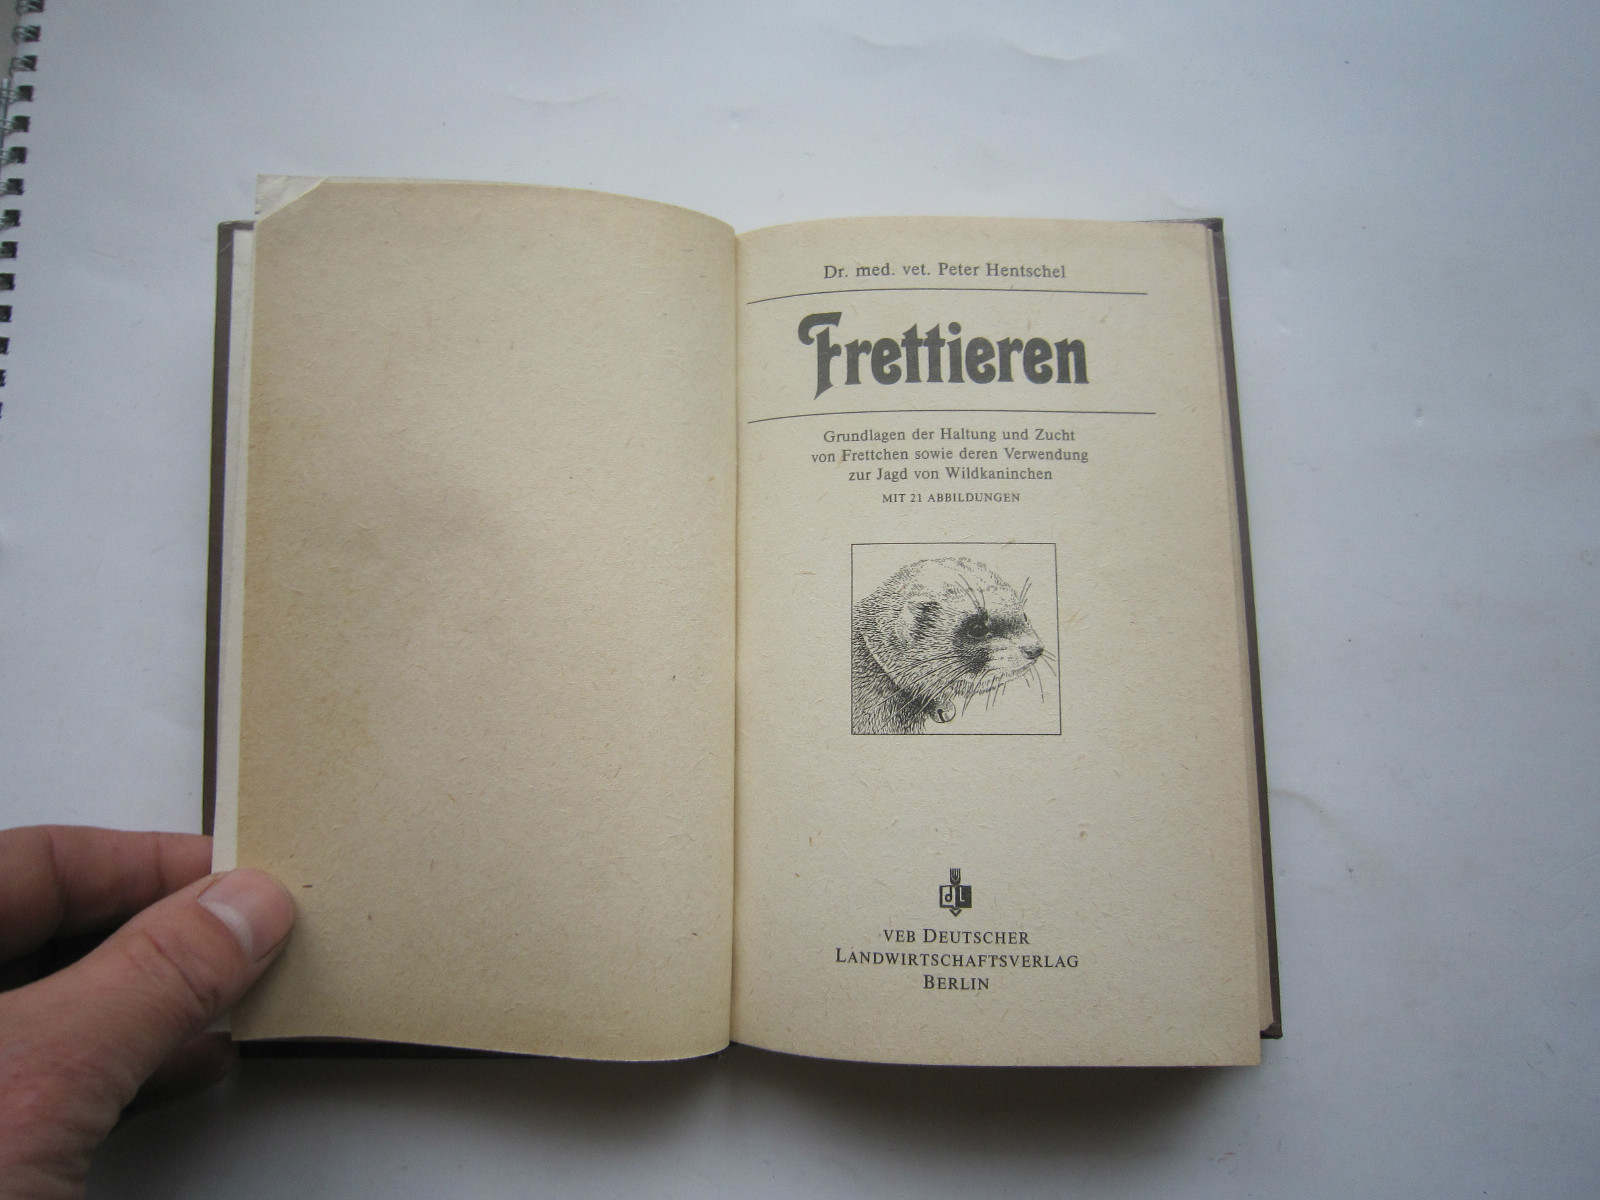 Dr. med. vet. Peter Hentschel
Frettieren
Grundlagen der Haltung und Zucht
von Frettchen sowie deren Verwendung
zur Jagd von Wildkaninchen
MIT 21 ABBILDUNGEN
dl
VEB DEUTSCHER
LANDWIRTSCHAFTSVERLAG
BERLIN